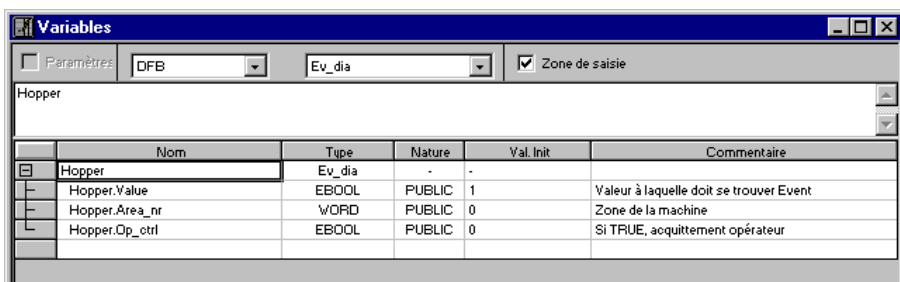 Variables
Paramètres DFB Ev_dia Zone de saisie
Hopper
Nom Type Nature Val. Init Commentaire
Hopper Ev_dia - -
Hopper.Value EBOOL PUBLIC 1 Valeur à laquelle doit se trouver Event
Hopper.Area_nr WORD PUBLIC 0 Zone de la machine
Hopper.Op_ctrl EBOOL PUBLIC 0 Si TRUE, acquittement opérateur